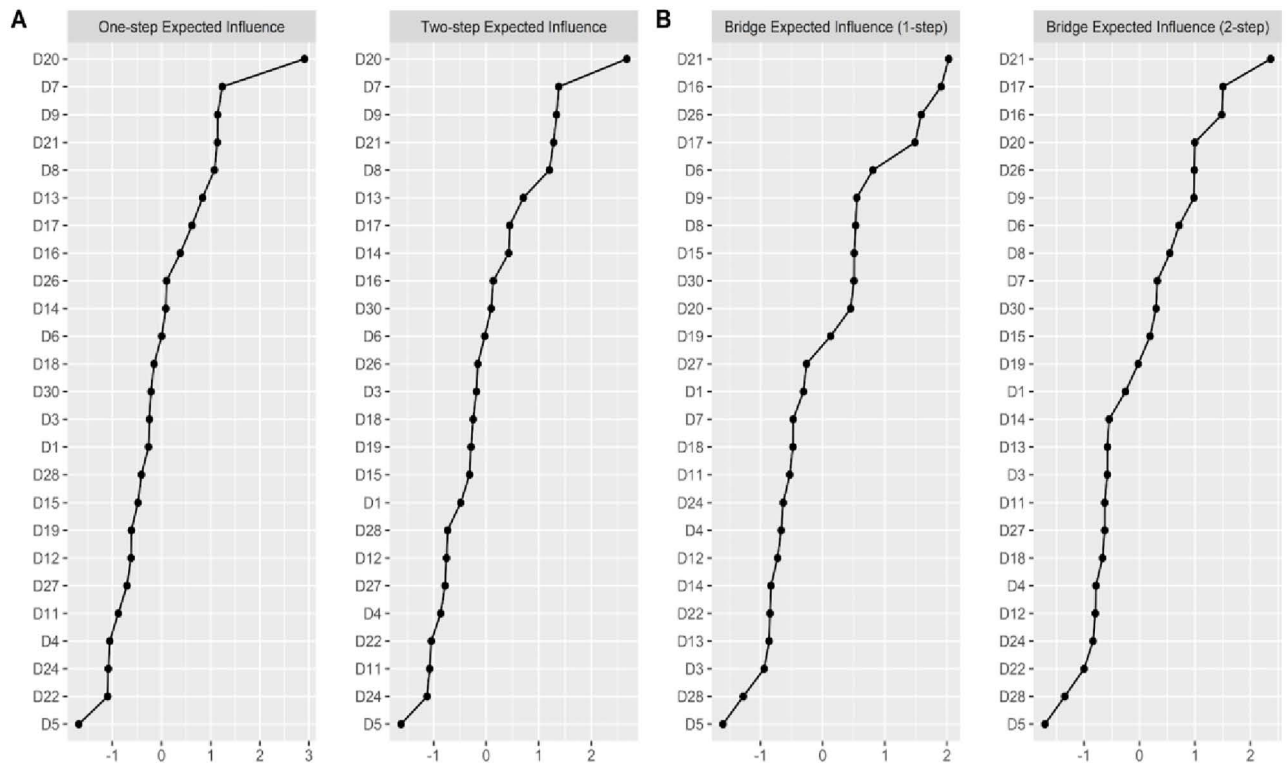 A
One-step Expected Influence
D20
D7
D9
D21
D8
D13
D17
D16
D26
D14
D6
D18
D30
D3
D1
D28
D15
D19
D12
D27
D11
D4
D24
D22
D5
-1 0 1 2 3
Two-step Expected Influence
D20
D7
D9
D21
D8
D13
D17
D14
D16
D30
D6
D26
D3
D18
D19
D15
D1
D28
D12
D27
D4
D22
D11
D24
D5
-1 0 1 2
B
Bridge Expected Influence (1-step)
D21
D16
D26
D17
D6
D9
D8
D15
D30
D20
D19
D27
D1
D7
D18
D11
D24
D4
D12
D14
D22
D13
D3
D28
D5
-1 0 1 2
Bridge Expected Influence (2-step)
D21
D17
D16
D20
D26
D9
D6
D8
D7
D30
D15
D19
D1
D14
D13
D3
D11
D27
D18
D4
D12
D24
D22
D28
D5
-1 0 1 2